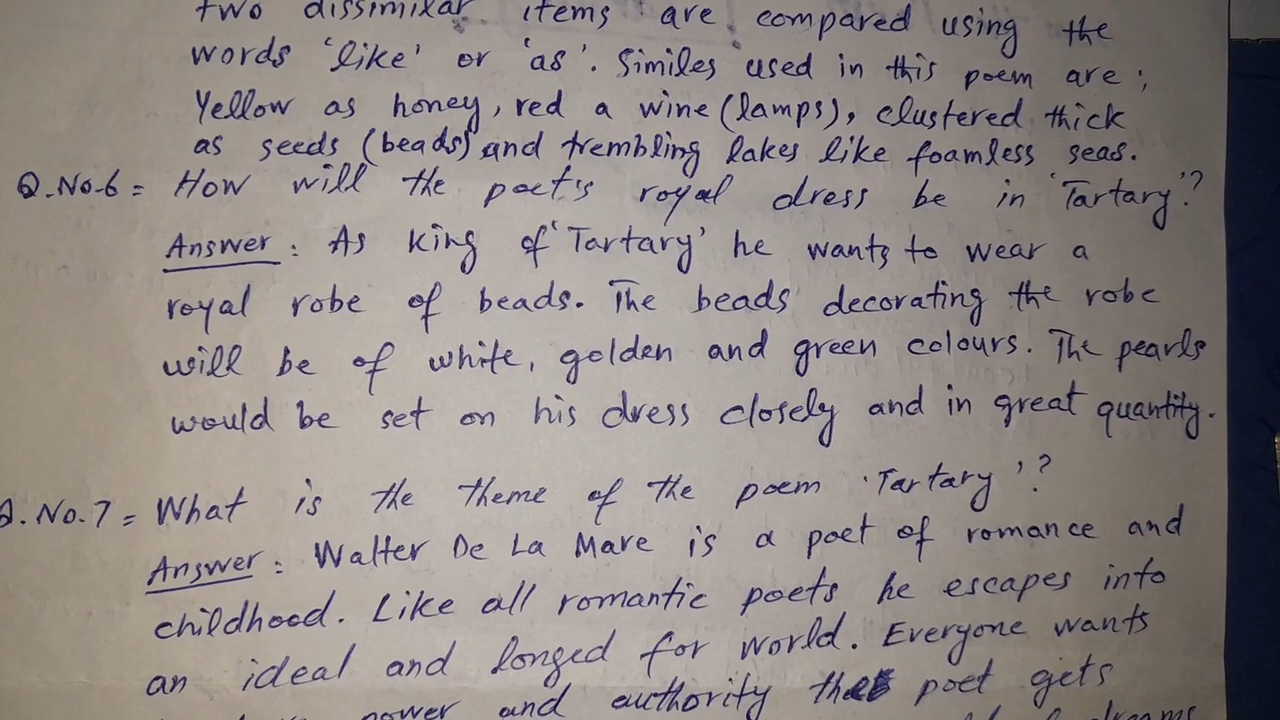 two dissimilar items are compared using the
words 'like' or 'as'. Similes used in this poem are;
Yellow as honey, red a wine (lamps), clustered thick
as seeds (beads) and trembling lakes like foamless seas.
Q.No.6 = How will the poet's royal dress be in 'Tartary'?
Answer : As king of 'Tartary' he wants to wear a
royal robe of beads. The beads decorating the robe
will be of white, golden and green colours. The pearls
would be set on his dress closely and in great quantity.
Q.No.7 = What is the theme of the poem 'Tartary'?
Answer : Walter De La Mare is a poet of romance and
childhood. Like all romantic poets he escapes into
an ideal and longed for world. Everyone wants
power and authority the poet gets
dreams